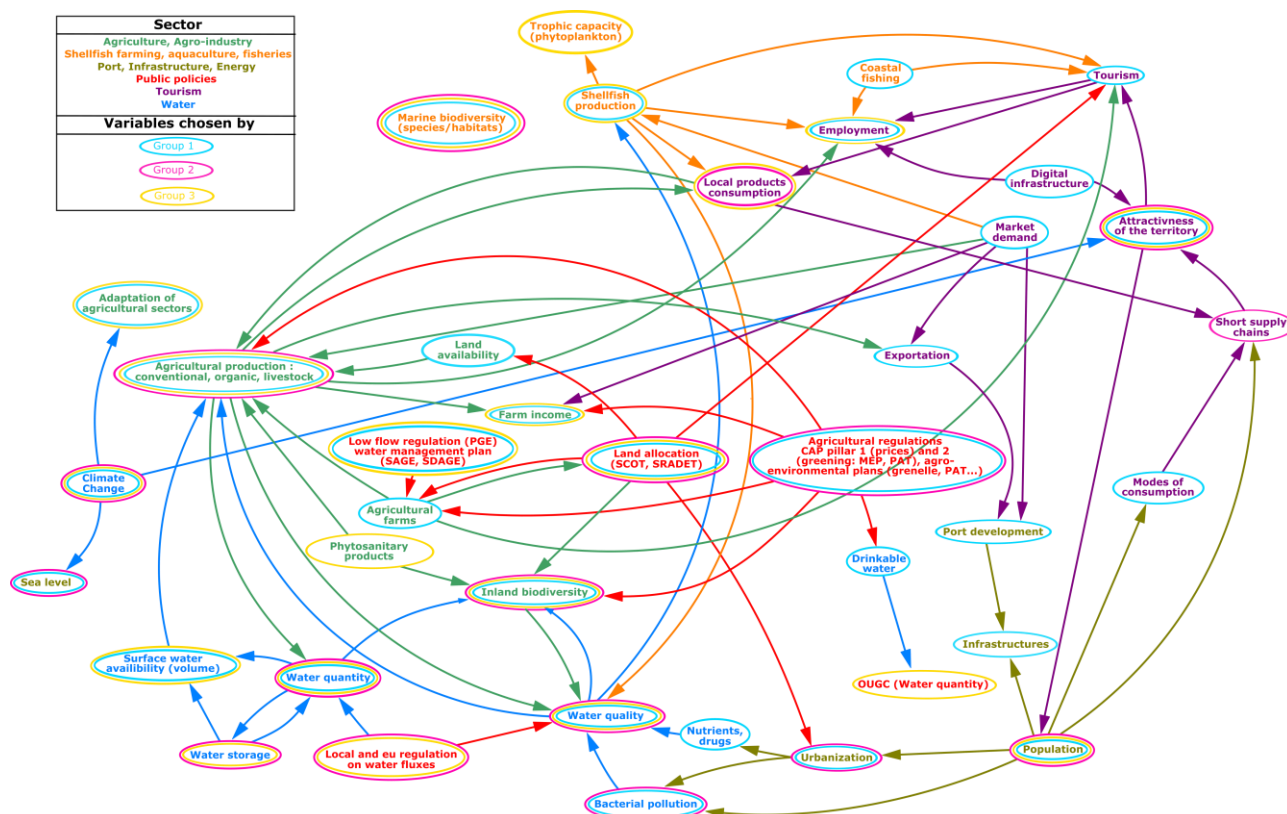 Sector
Agriculture, Agro-industry
Shellfish farming, aquaculture, fisheries
Port, Infrastructure, Energy
Public policies
Tourism
Water
Variables chosen by
Group 1
Group 2
Group 3
Trophic capacity
(phytoplankton)
Shellfish
production
Coastal
fishing
Tourism
Marine biodiversity
(species/habitats)
Employment
Local products
consumption
Digital
infrastructure
Attractivness
of the territory
Market
demand
Adaptation of
agricultural sectors
Short supply
chains
Land
availability
Exportation
Agricultural production :
conventional, organic, livestock
Farm income
Low flow regulation (PGE)
water management plan
(SAGE, SDAGE)
Land allocation
(SCOT, SRADET)
Agricultural regulations
CAP pillar 1 (prices) and 2
(greening: MEP, PAT), agro-
environmental plans (grenelle, PAT...)
Climate
Change
Modes of
consumption
Agricultural
farms
Port development
Phytosanitary
products
Drinkable
water
Sea level
Inland biodiversity
Infrastructures
Surface water
availibility (volume)
Water quantity
OUGC (Water quantity)
Water quality
Nutrients,
drugs
Water storage
Local and eu regulation
on water fluxes
Urbanization
Population
Bacterial pollution